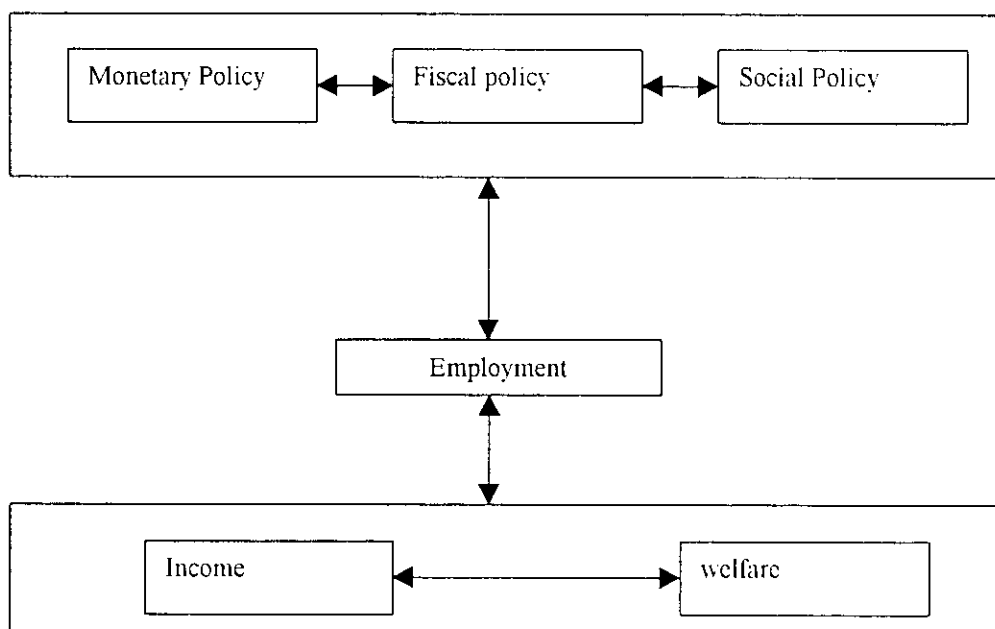 Monetary Policy
Fiscal policy
Social Policy
Employment
Income
welfare